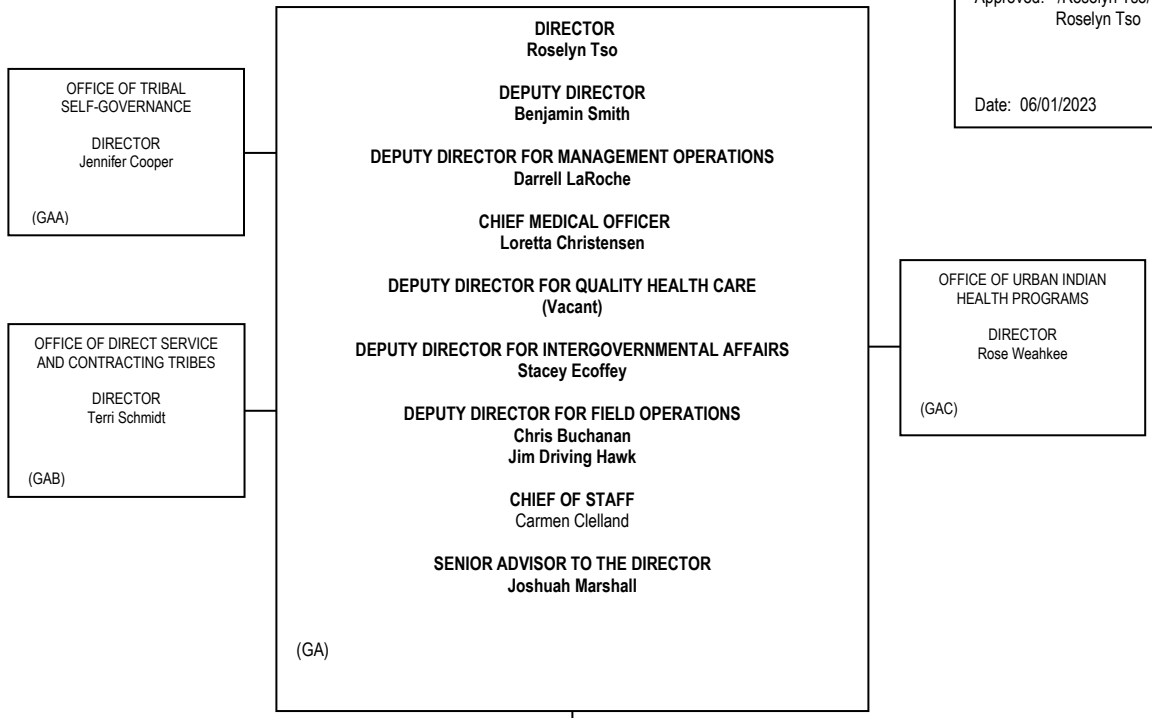 Approved: /Roselyn Tso/
Roselyn Tso
Date: 06/01/2023
DIRECTOR
Roselyn Tso
DEPUTY DIRECTOR
Benjamin Smith
DEPUTY DIRECTOR FOR MANAGEMENT OPERATIONS
Darrell LaRoche
CHIEF MEDICAL OFFICER
Loretta Christensen
DEPUTY DIRECTOR FOR QUALITY HEALTH CARE
(Vacant)
DEPUTY DIRECTOR FOR INTERGOVERNMENTAL AFFAIRS
Stacey Ecoffey
DEPUTY DIRECTOR FOR FIELD OPERATIONS
Chris Buchanan
Jim Driving Hawk
CHIEF OF STAFF
Carmen Clelland
SENIOR ADVISOR TO THE DIRECTOR
Joshuah Marshall
(GA)
OFFICE OF TRIBAL
SELF-GOVERNANCE
DIRECTOR
Jennifer Cooper
(GAA)
OFFICE OF DIRECT SERVICE
AND CONTRACTING TRIBES
DIRECTOR
Terri Schmidt
(GAB)
OFFICE OF URBAN INDIAN
HEALTH PROGRAMS
DIRECTOR
Rose Weahkee
(GAC)